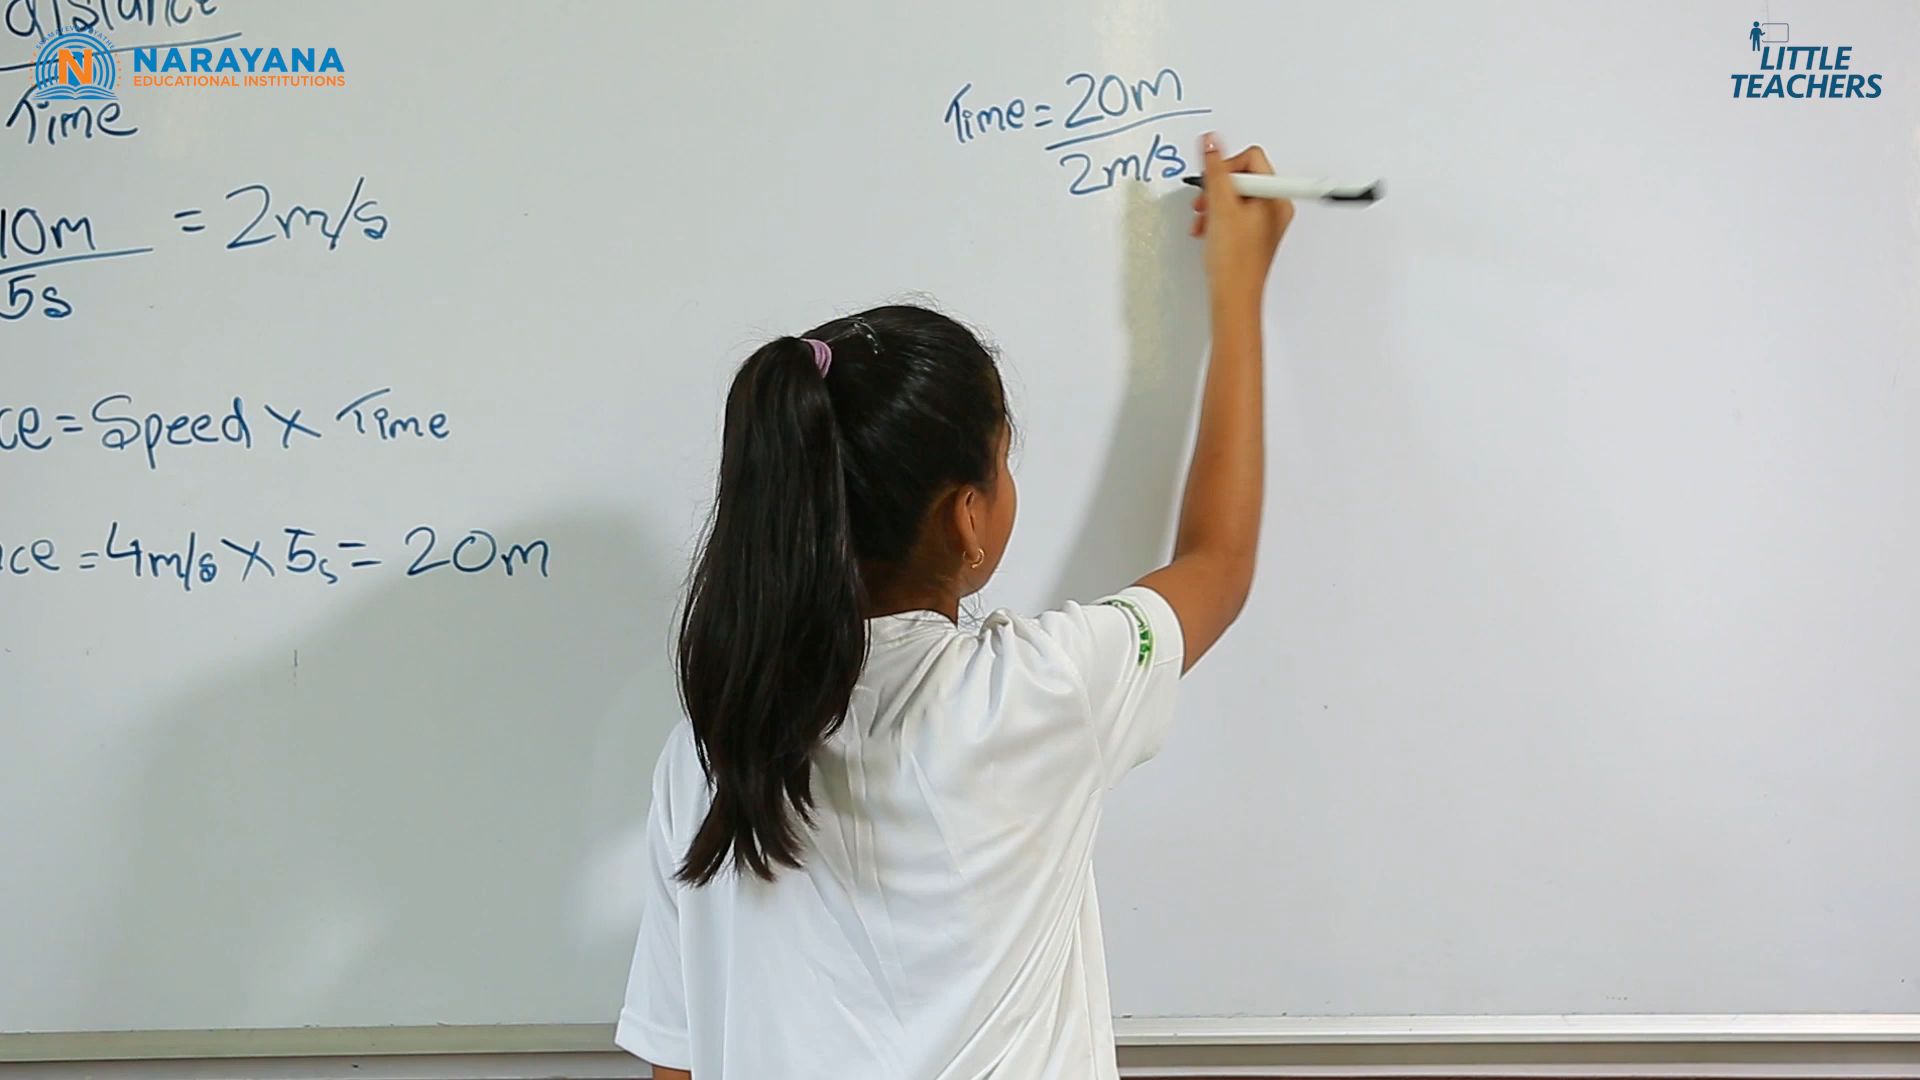 distance
Time
10m = 2m/s
5s
ce = Speed x Time
ce = 4m/s x 5s = 20m
Time = 20m
2m/s
NARAYANA
EDUCATIONAL INSTITUTIONS
LITTLE
TEACHERS